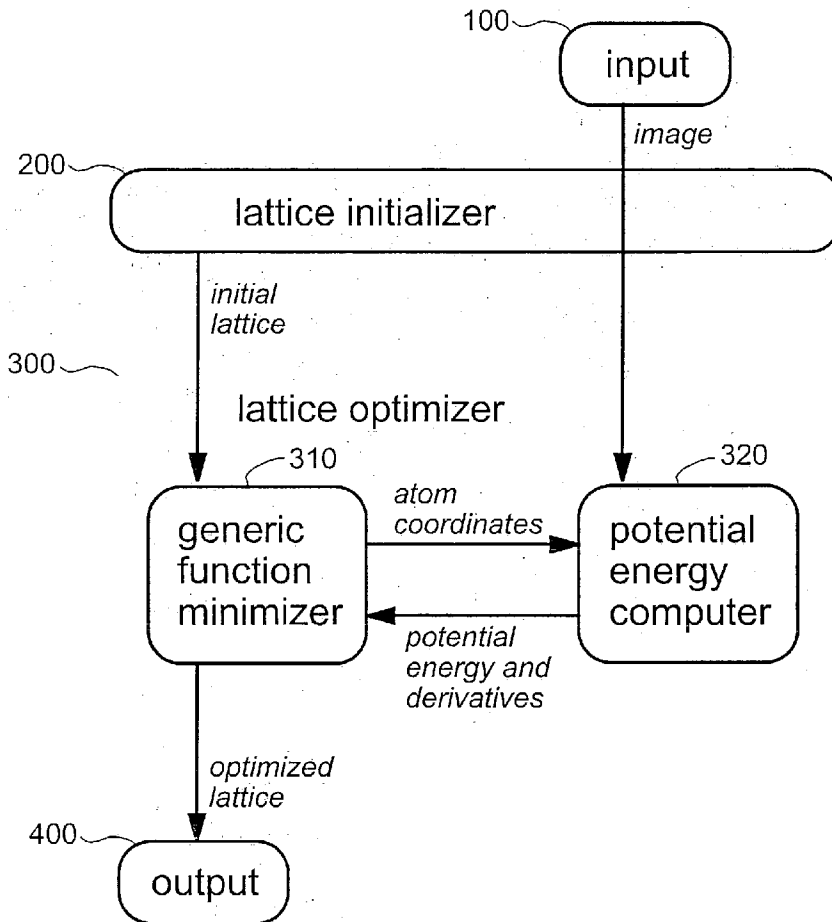 100
input
image
200
lattice initializer
initial
lattice
300
lattice optimizer
310
320
generic
function
minimizer
atom
coordinates
potential
energy
computer
potential
energy and
derivatives
optimized
lattice
400
output